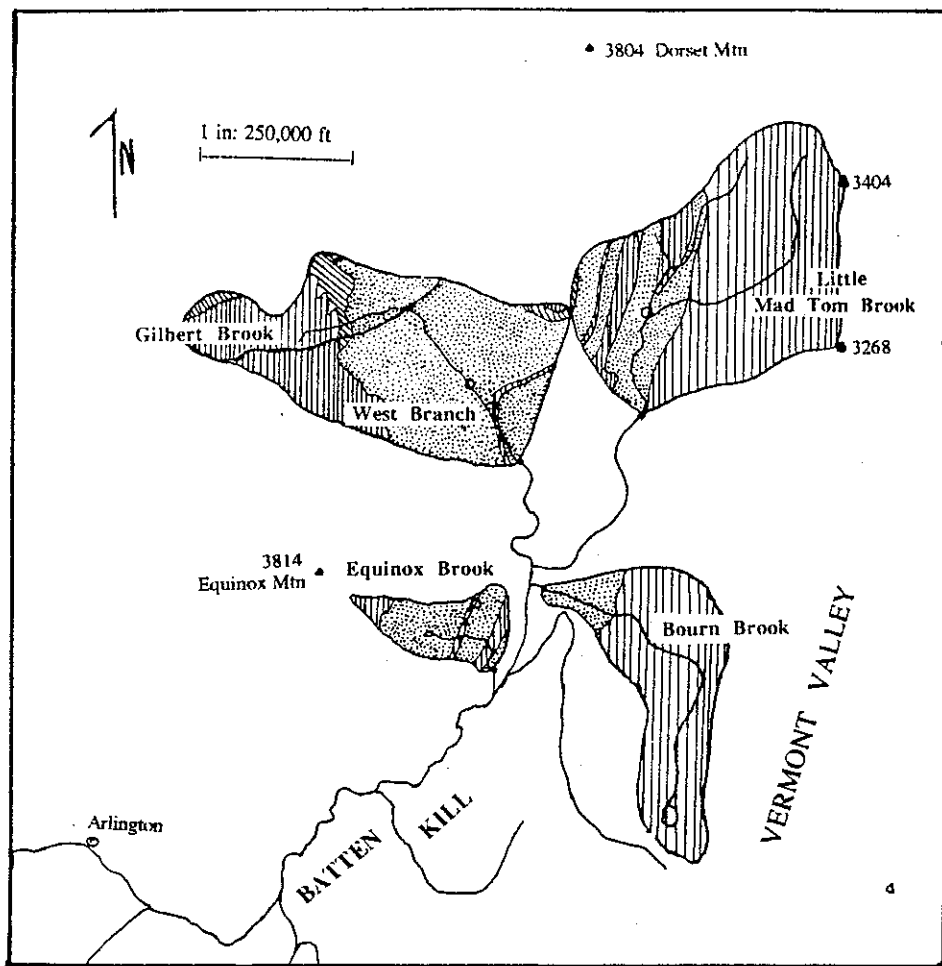 3804 Dorset Mtn
1 in: 250,000 ft
N
3404
Little
Mad Tom Brook
Gilbert Brook
3268
West Branch
3814
Equinox Mtn
Equinox Brook
Bourn Brook
VERMONT VALLEY
Arlington
BATTEN KILL